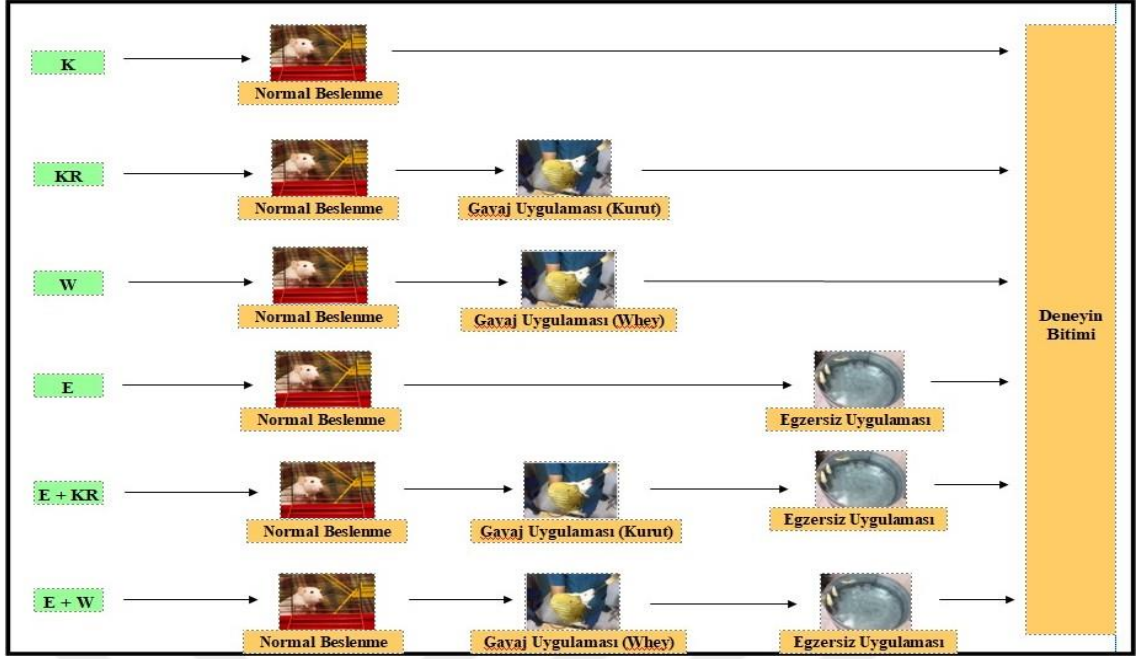 K
Normal Beslenme
KR
Normal Beslenme
Gavaj Uygulaması (Kurut)
W
Normal Beslenme
Gavaj Uygulaması (Whey)
Deneyin
Bitimi
E
Normal Beslenme
Egzersiz Uygulaması
E + KR
Normal Beslenme
Gavaj Uygulaması (Kurut)
Egzersiz Uygulaması
E + W
Normal Beslenme
Gavaj Uygulaması (Whey)
Egzersiz Uygulaması